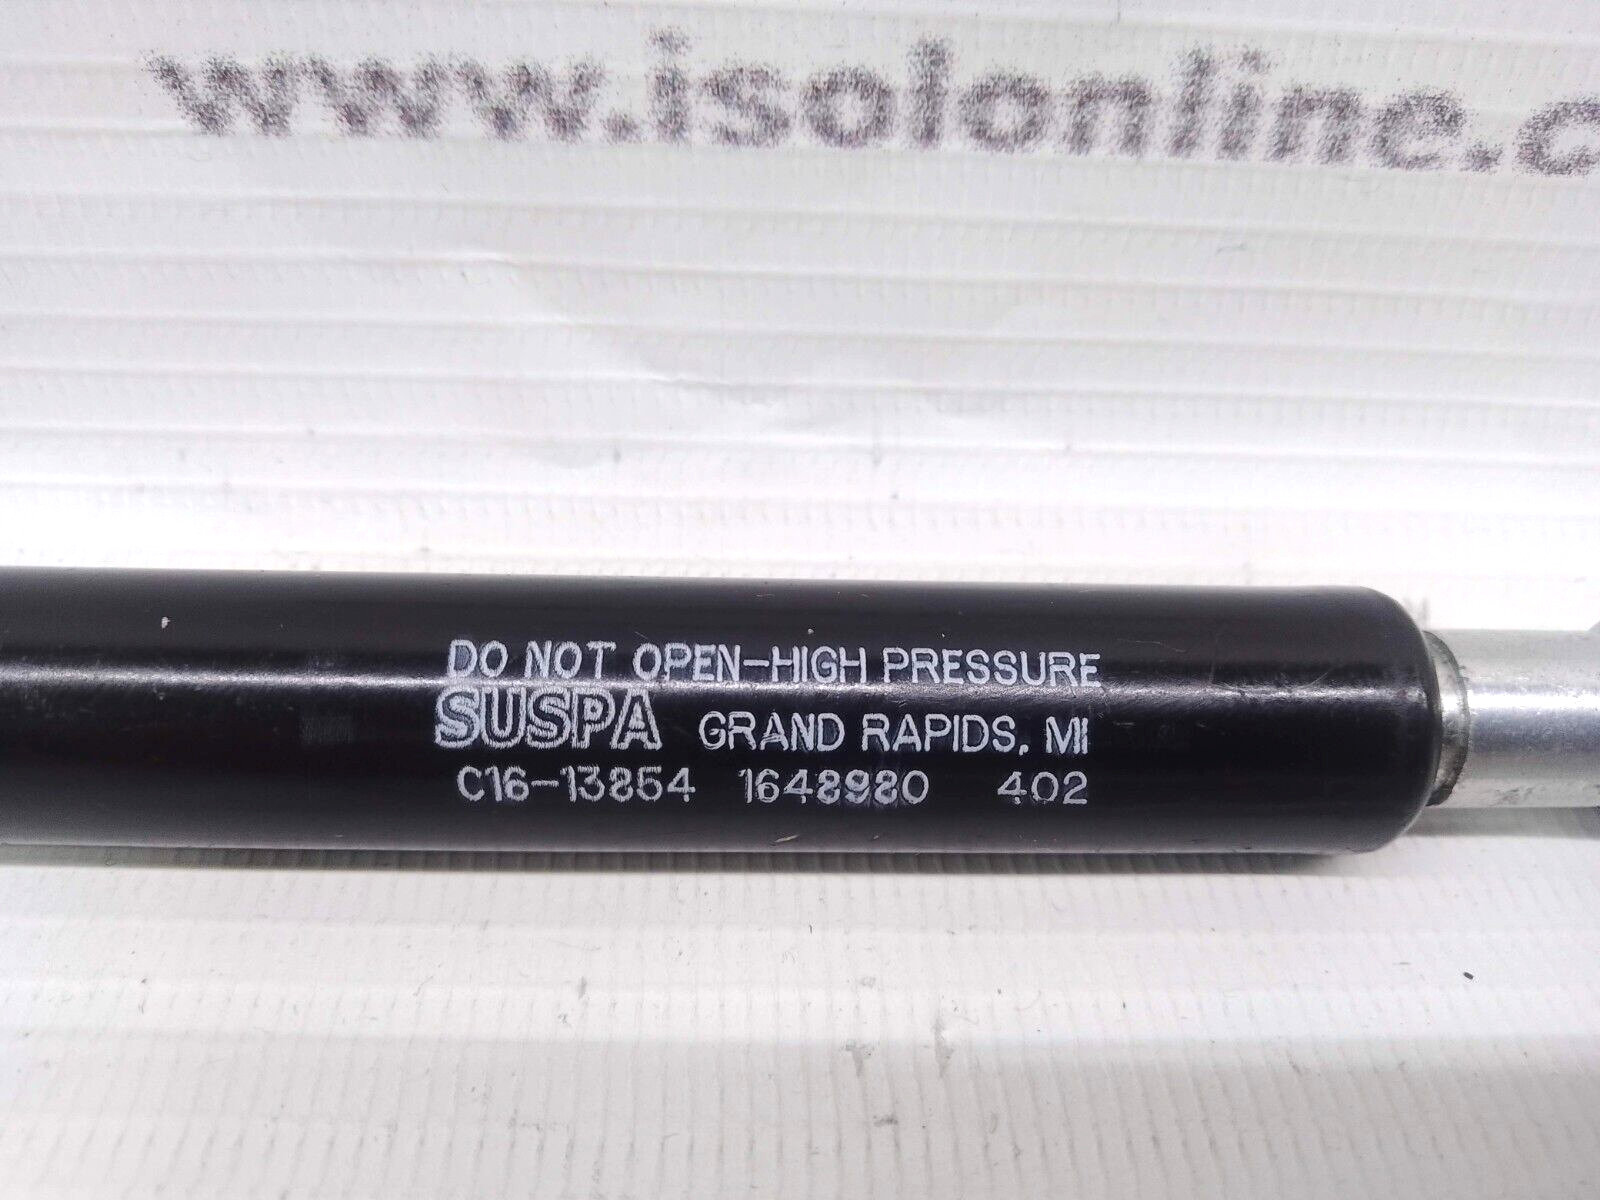 www.isolonline.c
DO NOT OPEN-HIGH PRESSURE
SUSPA GRAND RAPIDS, MI
C16-13854 1648980 402